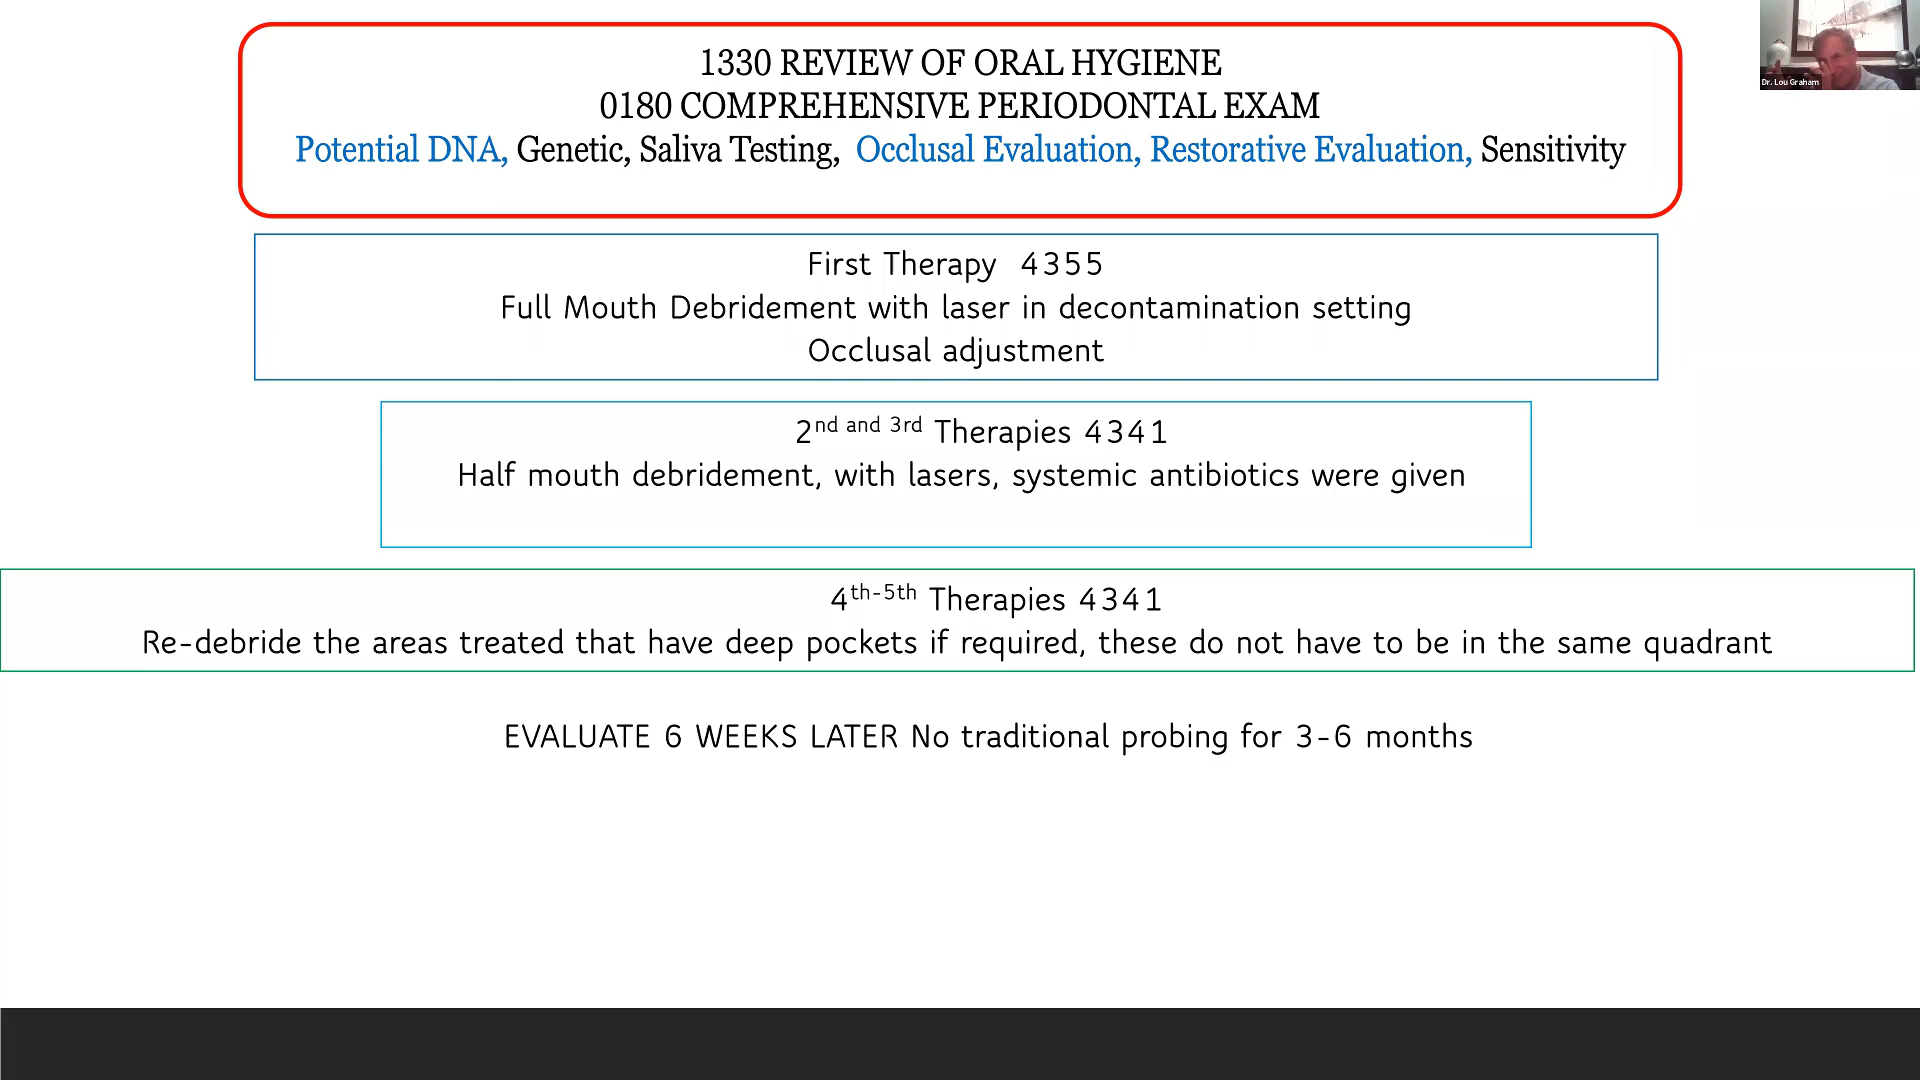 1330 REVIEW OF ORAL HYGIENE
0180 COMPREHENSIVE PERIODONTAL EXAM
Potential DNA, Genetic, Saliva Testing, Occlusal Evaluation, Restorative Evaluation, Sensitivity
Dr. Lou Graham
First Therapy 4355
Full Mouth Debridement with laser in decontamination setting
Occlusal adjustment
2nd and 3rd Therapies 4341
Half mouth debridement, with lasers, systemic antibiotics were given
4th-5th Therapies 4341
Re-debride the areas treated that have deep pockets if required, these do not have to be in the same quadrant
EVALUATE 6 WEEKS LATER No traditional probing for 3-6 months